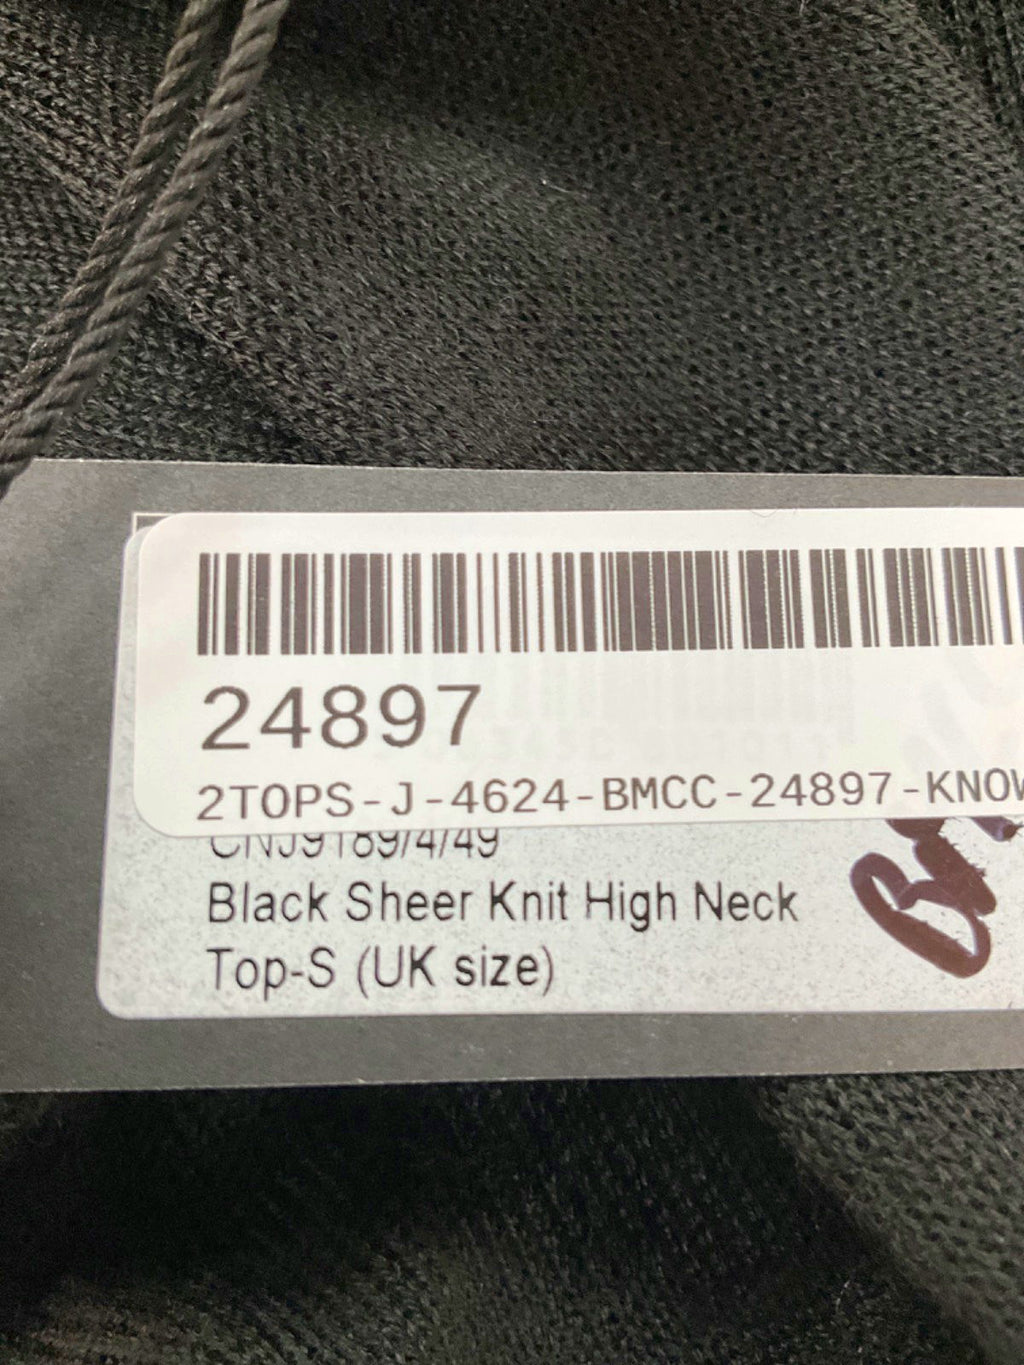 24897
2TOPS-J-4624-BMCC-24897-KNOW
CNJ9189/4/49
Black Sheer Knit High Neck
Top-S (UK size)